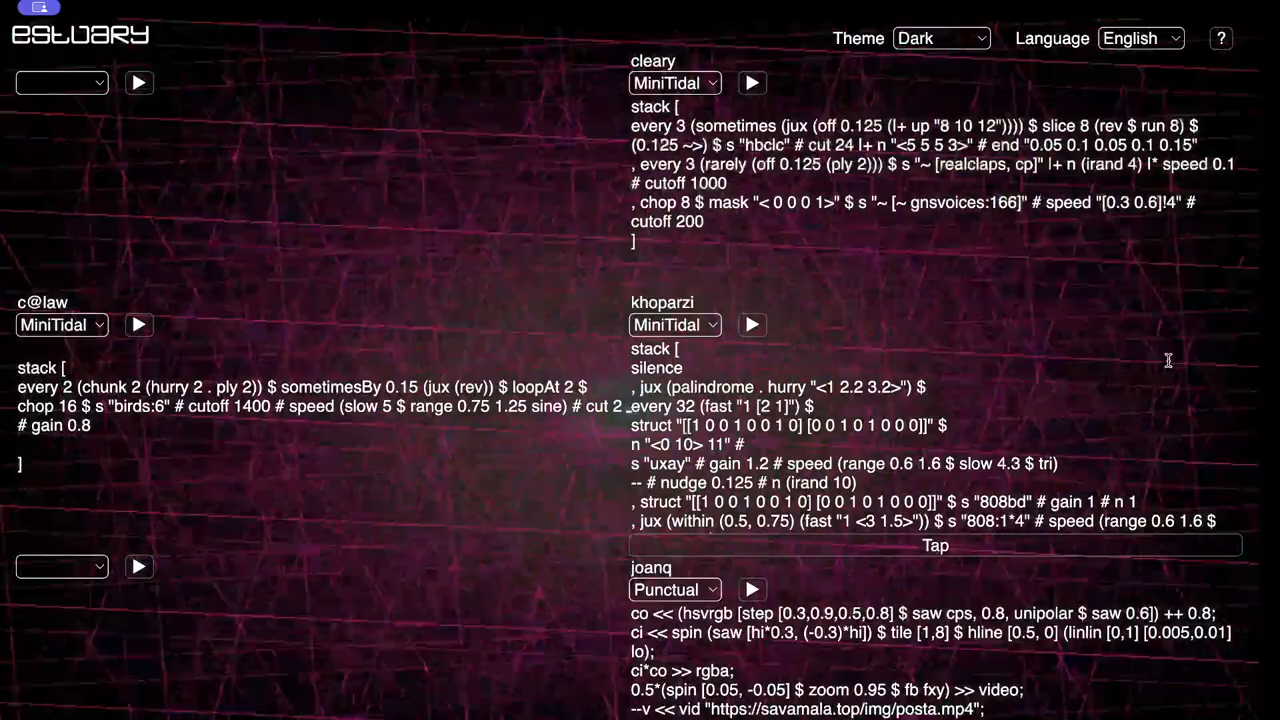 estuary
Theme Dark Language English ?
cleary
MiniTidal
stack [
every 3 (sometimes (jux (off 0.125 (|+ up "8 10 12")))) $ slice 8 (rev $ run 8) $
(0.125 ~>) $ s "hbclc" # cut 24 |+ n "<5 5 5 3>" # end "0.05 0.1 0.05 0.1 0.15"
, every 3 (rarely (off 0.125 (ply 2))) $ s "~ [realclaps, cp]" |+ n (irand 4) |* speed 0.1
# cutoff 1000
, chop 8 $ mask "< 0 0 0 1>" $ s "~ [~ gnsvoices:166]" # speed "[0.3 0.6]!4" #
cutoff 200
]
c@law
MiniTidal
stack [
every 2 (chunk 2 (hurry 2 . ply 2)) $ sometimesBy 0.15 (jux (rev)) $ loopAt 2 $
chop 16 $ s "birds:6" # cutoff 1400 # speed (slow 5 $ range 0.75 1.25 sine) # cut 2
# gain 0.8
]
khoparzi
MiniTidal
stack [
silence
, jux (palindrome . hurry "<1 2.2 3.2>") $
every 32 (fast "1 [2 1]") $
struct "[[1 0 0 1 0 0 1 0] [0 0 1 0 1 0 0 0]]" $
n "<0 10> 11" #
s "uxay" # gain 1.2 # speed (range 0.6 1.6 $ slow 4.3 $ tri)
-- # nudge 0.125 # n (irand 10)
, struct "[[1 0 0 1 0 0 1 0] [0 0 1 0 1 0 0 0]]" $ s "808bd" # gain 1 # n 1
, jux (within (0.5, 0.75) (fast "1 <3 1.5>")) $ s "808:1*4" # speed (range 0.6 1.6 $
Tap
joanq
Punctual
co << (hsvrgb [step [0.3,0.9,0.5,0.8] $ saw cps, 0.8, unipolar $ saw 0.6]) ++ 0.8;
ci << spin (saw [hi*0.3, (-0.3)*hi]) $ tile [1,8] $ hline [0.5, 0] (linlin [0,1] [0.005,0.01]
lo);
ci*co >> rgba;
0.5*(spin [0.05, -0.05] $ zoom 0.95 $ fb fxy) >> video;
--v << vid "https://savamala.top/img/posta.mp4";